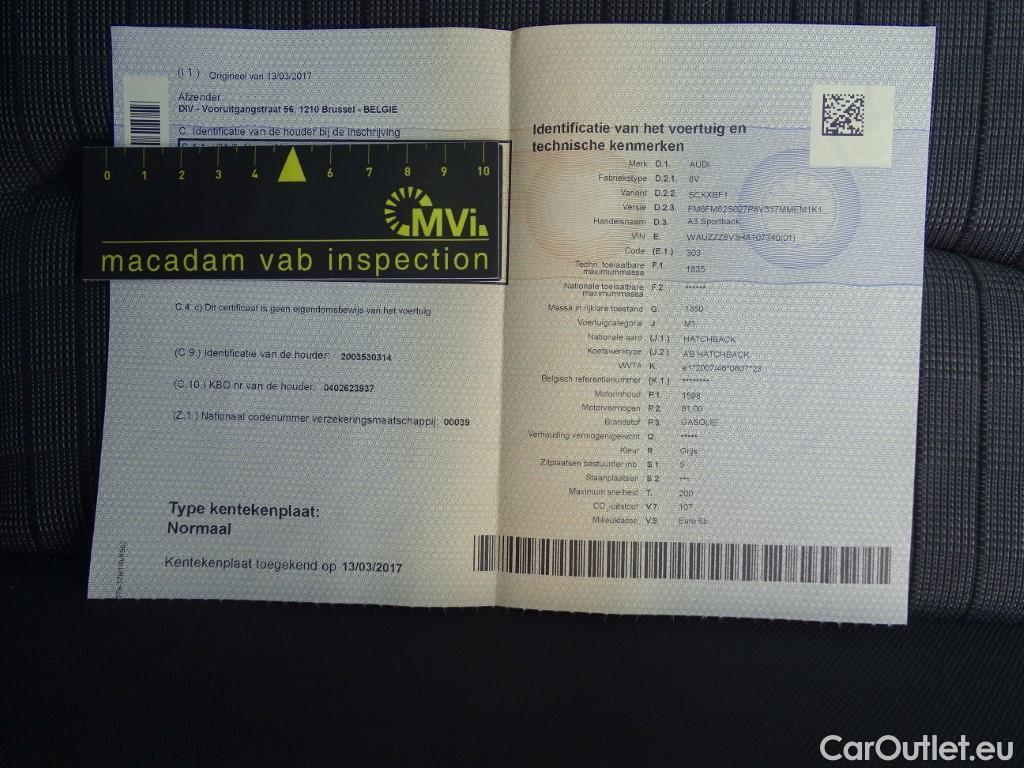 (I.1.) Origineel van 13/03/2017
Afzender
DIV - Vooruitgangstraat 56, 1210 Brussel - BELGIE
C. Identificatie van de houder bij de inschrijving
0 1 2 3 4 6 7 8 9 10
MVi
macadam vab inspection
C.4. c) Dit certificaat is geen eigendomsbewijs van het voertuig
(C.9.) Identificatie van de houder: 2003530314
(C.10.) KBO nr van de houder: 0402623937
(Z.1.) Nationaal codenummer verzekeringsmaatschappij: 00039
Type kentekenplaat:
Normaal
Kentekenplaat toegekend op 13/03/2017
Identificatie van het voertuig en
technische kenmerken
Merk D.1. AUDI
Fabriekstype D.2.1. 8V
Variant D.2.2. SCXXBF1
Versie D.2.3. FM6FM62S027P8V337MMEM1K1
Handelsnaam D.3. A3 Sportback
VIN E. WAUZZZ8V3HA107340(01)
Code (E.1.) 303
Techn. toelaatbare
maximummassa F.1. 1835
Nationale toelaatbare
maximummassa F.2. ******
Massa in rijklare toestand G. 1350
Voertuigcategorie J. M1
Nationale aard (J.1.) HATCHBACK
Koetswerktype (J.2.) AB HATCHBACK
WVTA K. e1*2007/46*0607*23
Belgisch referentienummer (K.1.) ********
Motorinhoud P.1. 1598
Motorvermogen P.2. 81,00
Brandstof P.3. GASOLIE
Verhouding vermogen/gewicht Q. *****
Kleur R. Grijs
Zitplaatsen bestuurder inb. S.1. 5
Staanplaatsen S.2. ***
Maximum snelheid T. 200
CO₂-uitstoot V.7. 107
Milieuklasse V.9. Euro 6b
CarOutlet.eu